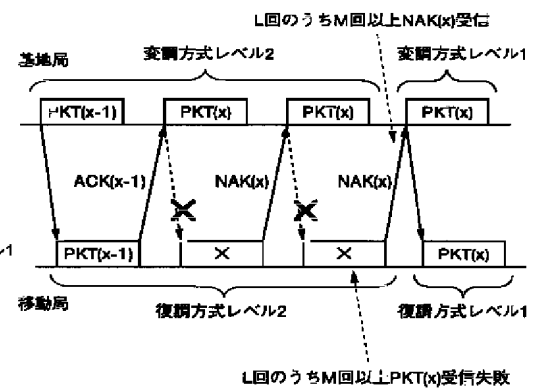 L回のうちM回以上NAK(x)受信
基地局
変調方式レベル2
変調方式レベル1
PKT(x-1)
PKT(x)
PKT(x)
PKT(x)
ACK(x-1)
NAK(x)
NAK(x)
ル1
PKT(x-1)
×
×
PKT(x)
移動局
復調方式レベル2
復調方式レベル1
L回のうちM回以上PKT(x)受信失敗